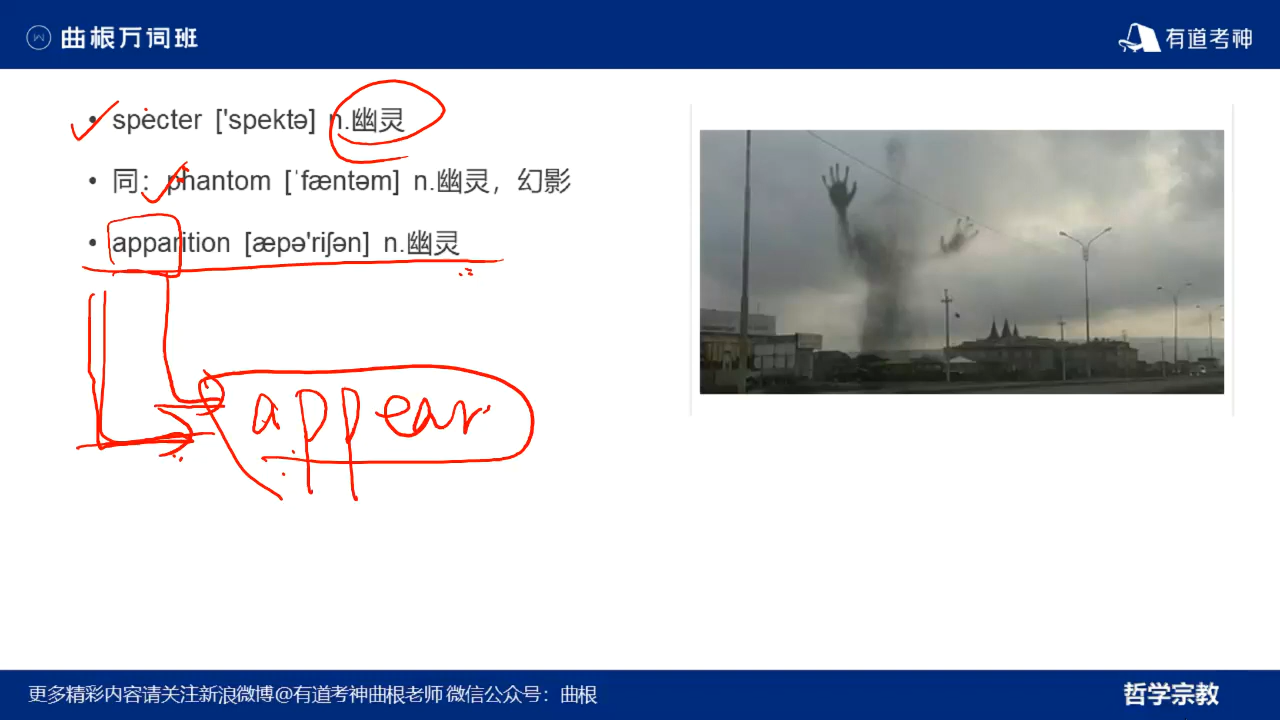 曲根万词班
有道考神
• specter ['spektə] n.幽灵
• 同：phantom [ˈfæntəm] n.幽灵，幻影
• apparition [æpə'riʃən] n.幽灵
appear
更多精彩内容请关注新浪微博@有道考神曲根老师 微信公众号：曲根
哲学宗教